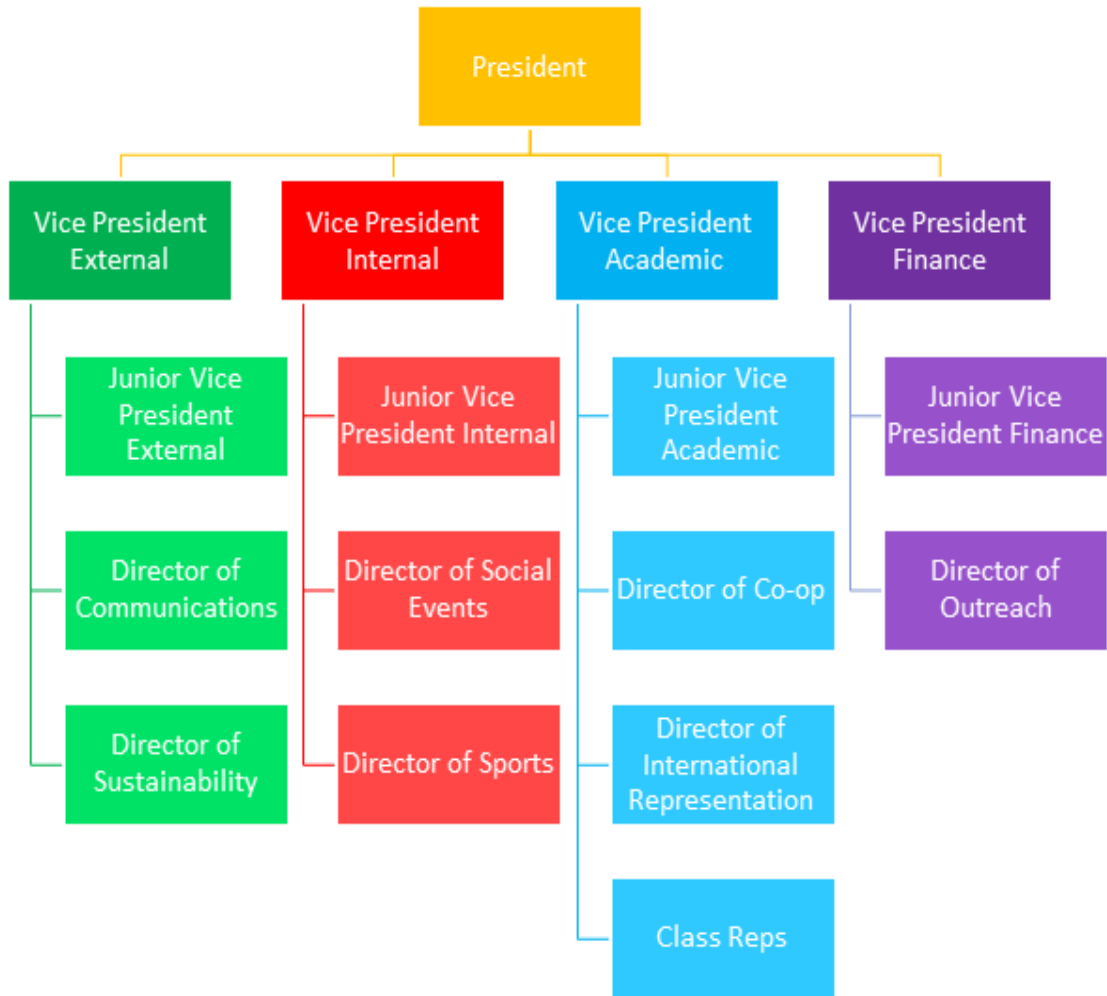 President
Vice President
External
Vice President
Internal
Vice President
Academic
Vice President
Finance
Junior Vice
President
External
Junior Vice
President Internal
Junior Vice
President
Academic
Junior Vice
President Finance
Director of
Communications
Director of Social
Events
Director of Co-op
Director of
Outreach
Director of
Sustainability
Director of Sports
Director of
International
Representation
Class Reps